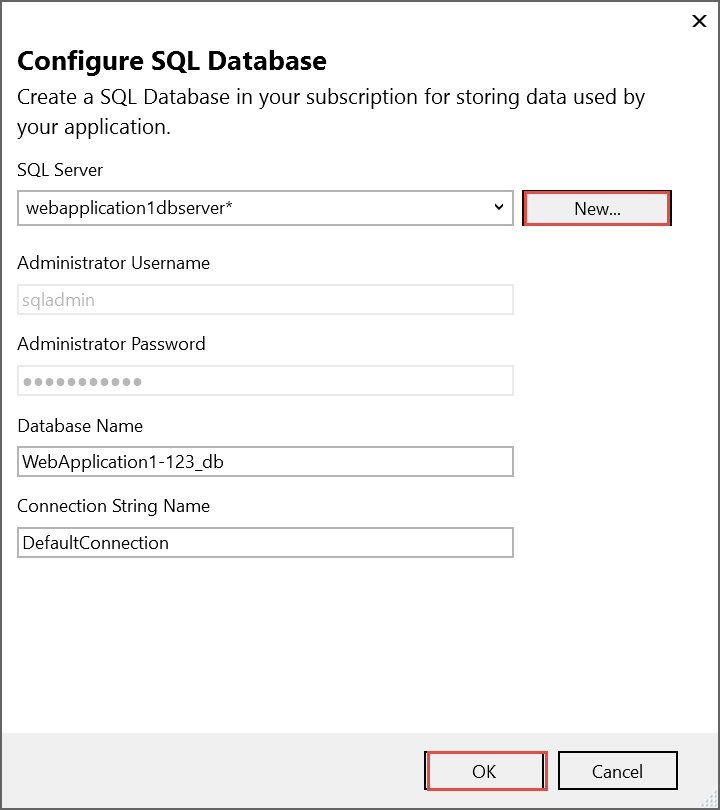 Configure SQL Database
Create a SQL Database in your subscription for storing data used by
your application.
SQL Server
webapplication1dbserver*
New...
Administrator Username
sqladmin
Administrator Password
●●●●●●●●●●●
Database Name
WebApplication1-123_db
Connection String Name
DefaultConnection
OK
Cancel